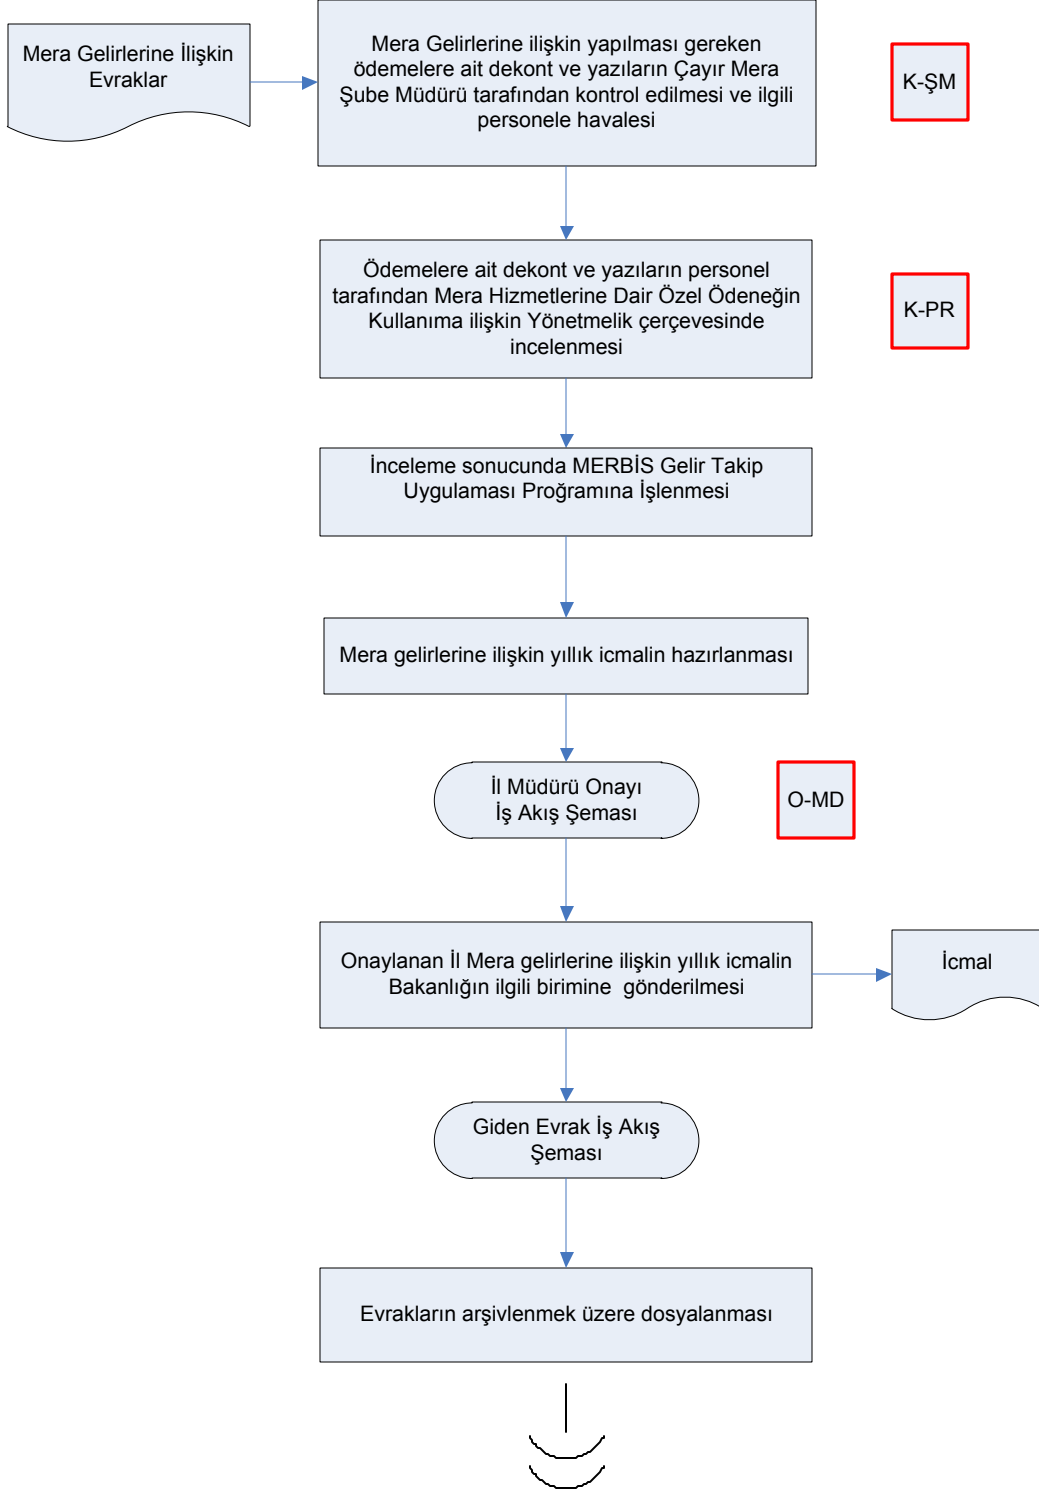 Mera Gelirlerine İlişkin
Evraklar
Mera Gelirlerine ilişkin yapılması gereken
ödemelere ait dekont ve yazıların Çayır Mera
Şube Müdürü tarafından kontrol edilmesi ve ilgili
personele havalesi
K-ŞM
Ödemelere ait dekont ve yazıların personel
tarafından Mera Hizmetlerine Dair Özel Ödeneğin
Kullanıma ilişkin Yönetmelik çerçevesinde
incelenmesi
K-PR
İnceleme sonucunda MERBİS Gelir Takip
Uygulaması Proğramına İşlenmesi
Mera gelirlerine ilişkin yıllık icmalin hazırlanması
İl Müdürü Onayı
İş Akış Şeması
O-MD
Onaylanan İl Mera gelirlerine ilişkin yıllık icmalin
Bakanlığın ilgili birimine gönderilmesi
İcmal
Giden Evrak İş Akış
Şeması
Evrakların arşivlenmek üzere dosyalanması